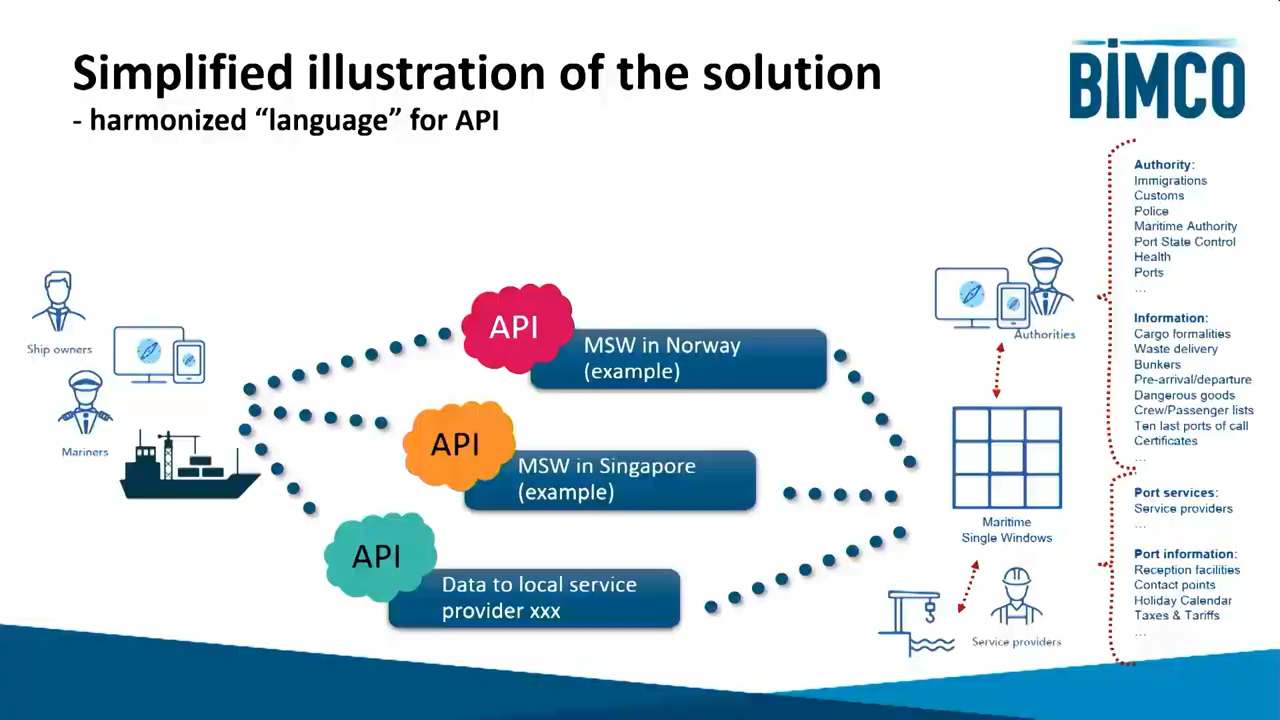 Simplified illustration of the solution
- harmonized “language” for API
BIMCO
Ship owners
Mariners
API
MSW in Norway
(example)
API
MSW in Singapore
(example)
API
Data to local service
provider xxx
Authorities
Maritime
Single Windows
Service providers
Authority:
Immigrations
Customs
Police
Maritime Authority
Port State Control
Health
Ports
...
Information:
Cargo formalities
Waste delivery
Bunkers
Pre-arrival/departure
Dangerous goods
Crew/Passenger lists
Ten last ports of call
Certificates
...
Port services:
Service providers
...
Port information:
Reception facilities
Contact points
Holiday Calendar
Taxes & Tariffs
...